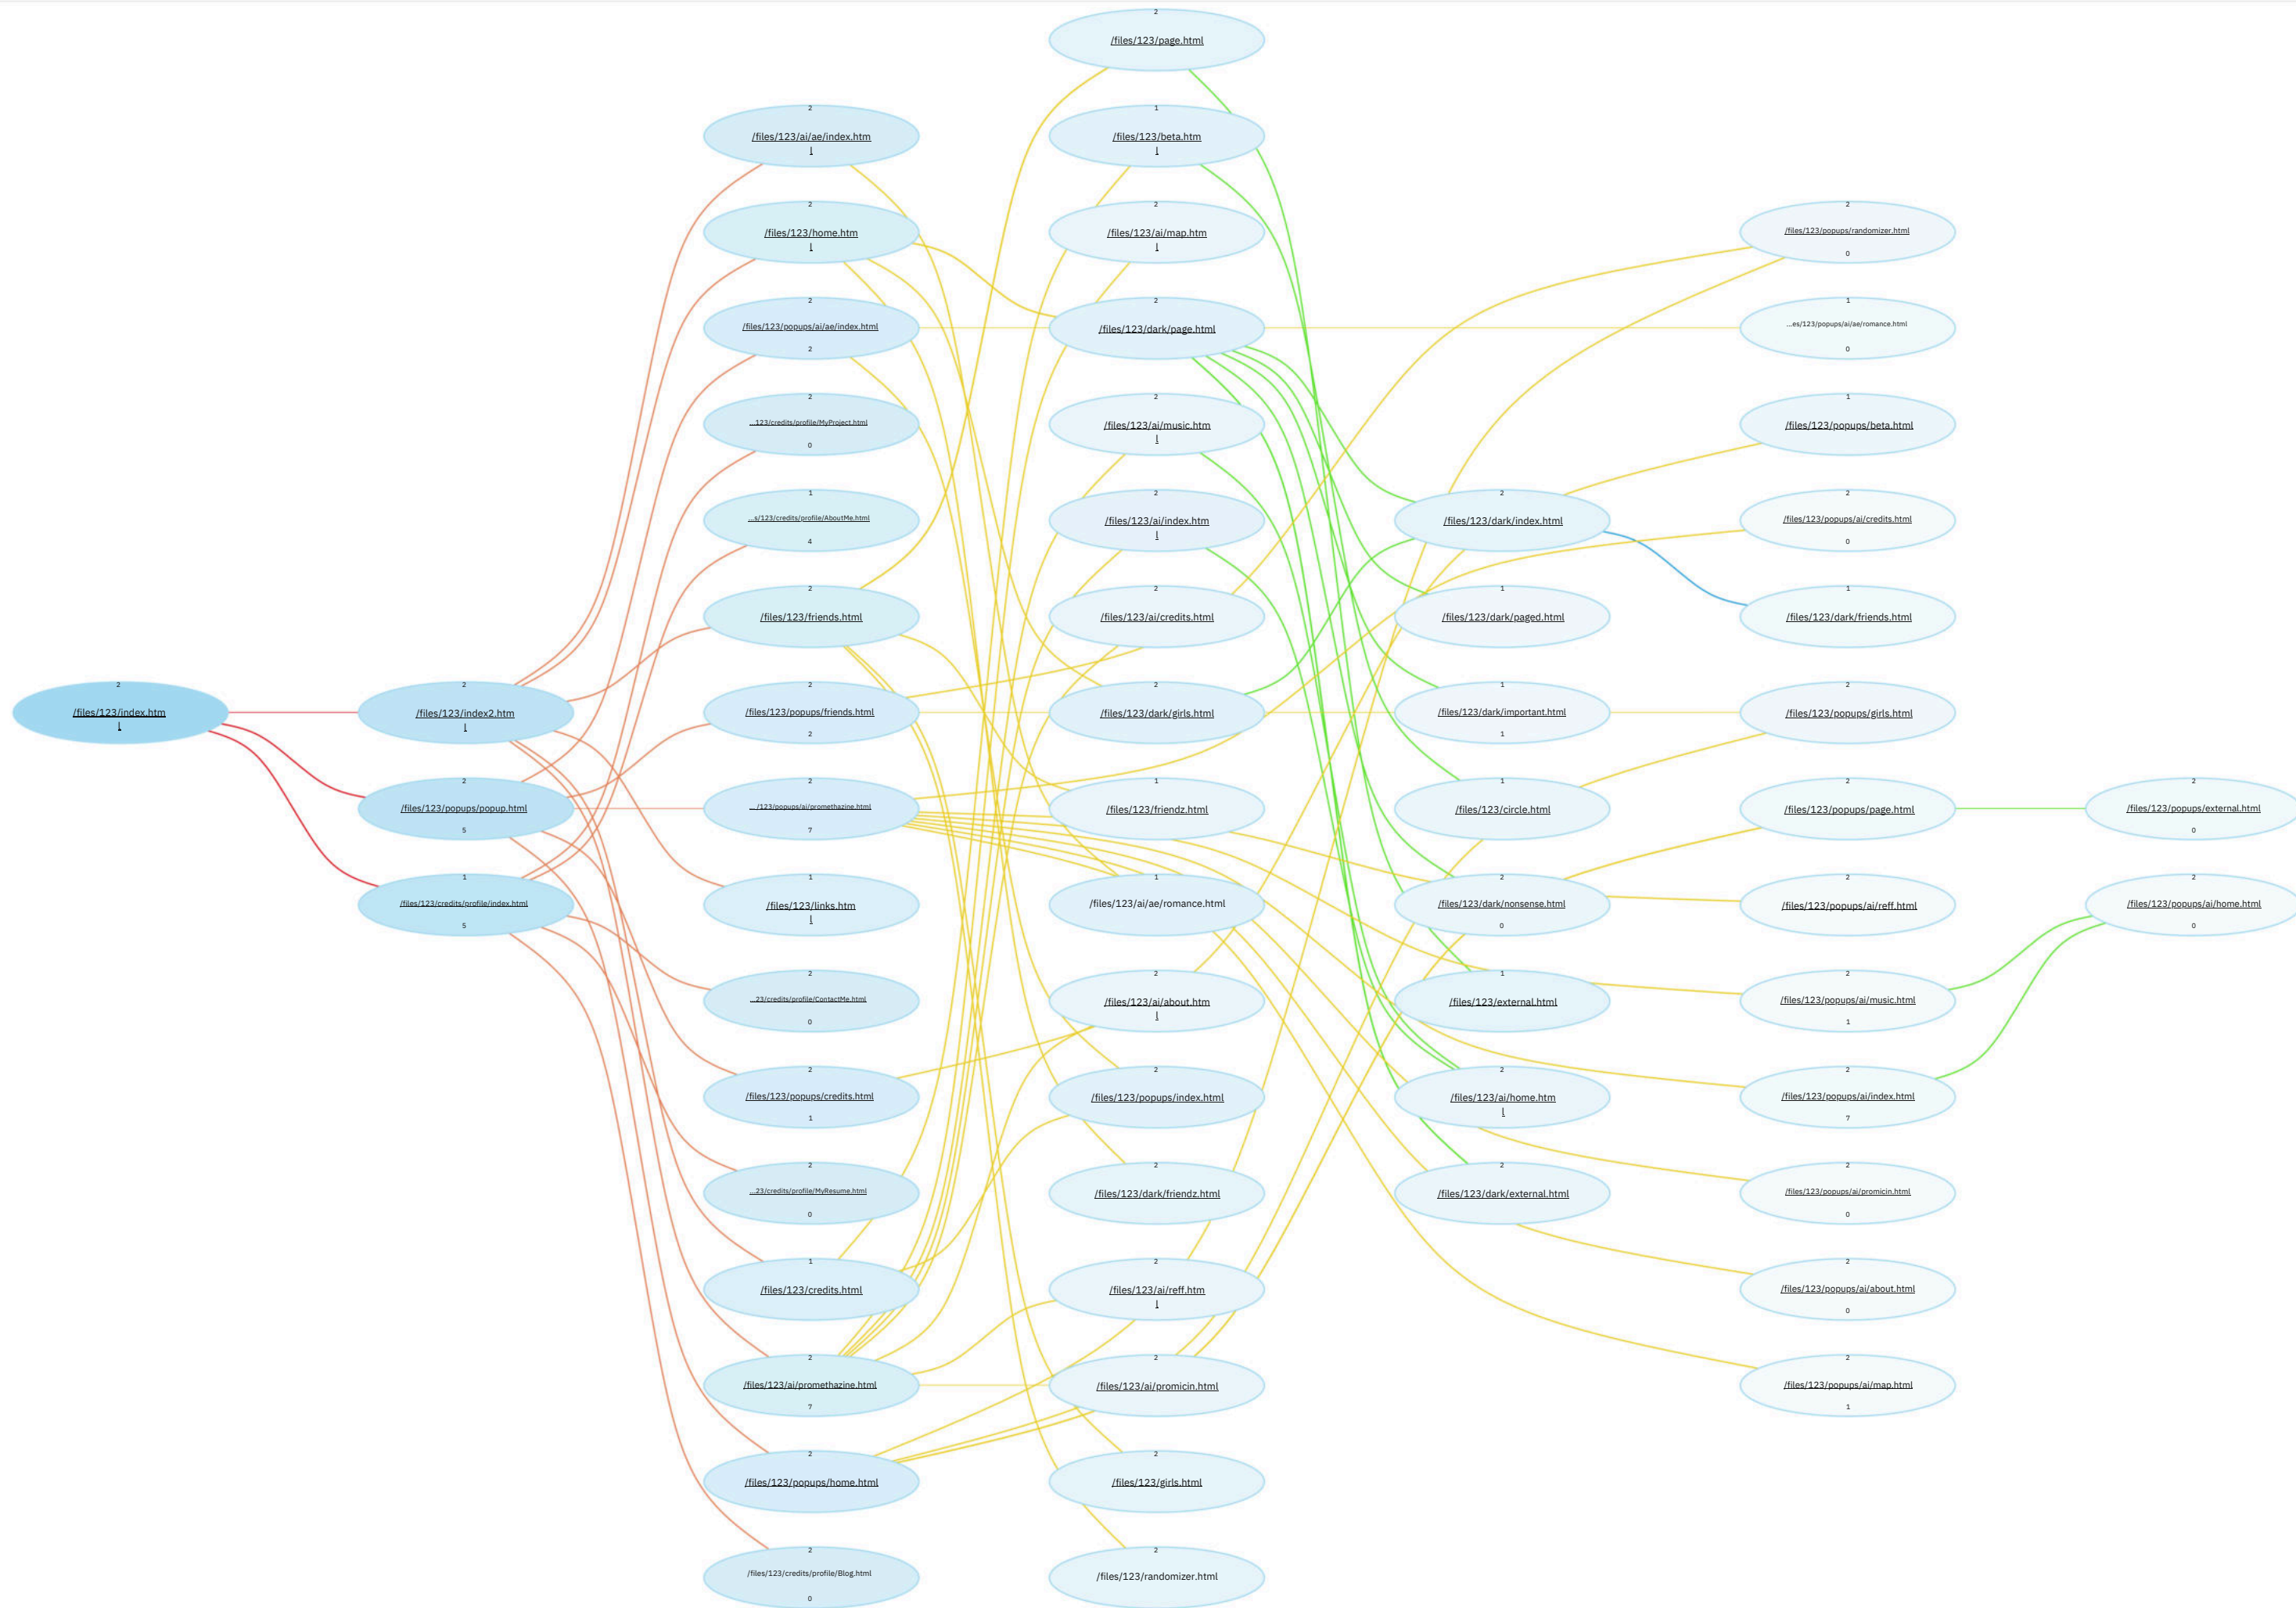 2
/files/123/index.htm
l
2
/files/123/index2.htm
l
2
/files/123/popups/popup.html
5
1
/files/123/credits/profile/index.html
5
2
/files/123/ai/ae/index.htm
l
2
/files/123/home.htm
l
2
/files/123/popups/ai/ae/index.html
2
2
...123/credits/profile/MyProject.html
0
1
...s/123/credits/profile/AboutMe.html
4
2
/files/123/friends.html
2
/files/123/popups/friends.html
2
2
.../123/popups/ai/promethazine.html
7
1
/files/123/links.htm
l
2
...23/credits/profile/ContactMe.html
0
2
/files/123/popups/credits.html
1
2
...23/credits/profile/MyResume.html
0
1
/files/123/credits.html
2
/files/123/ai/promethazine.html
7
2
/files/123/popups/home.html
2
/files/123/credits/profile/Blog.html
0
2
/files/123/page.html
1
/files/123/beta.htm
l
2
/files/123/ai/map.htm
l
2
/files/123/dark/page.html
2
/files/123/ai/music.htm
l
2
/files/123/ai/index.htm
l
2
/files/123/ai/credits.html
2
/files/123/dark/girls.html
1
/files/123/friendz.html
1
/files/123/ai/ae/romance.html
2
/files/123/ai/about.htm
l
2
/files/123/popups/index.html
2
/files/123/dark/friendz.html
2
/files/123/ai/reff.htm
l
2
/files/123/ai/promicin.html
2
/files/123/girls.html
2
/files/123/randomizer.html
2
/files/123/dark/index.html
1
/files/123/dark/paged.html
1
/files/123/dark/important.html
1
1
/files/123/circle.html
2
/files/123/dark/nonsense.html
0
1
/files/123/external.html
2
/files/123/ai/home.htm
l
2
/files/123/dark/external.html
2
/files/123/popups/randomizer.html
0
1
...es/123/popups/ai/ae/romance.html
0
1
/files/123/popups/beta.html
2
/files/123/popups/ai/credits.html
0
1
/files/123/dark/friends.html
2
/files/123/popups/girls.html
2
/files/123/popups/page.html
2
/files/123/popups/ai/reff.html
2
/files/123/popups/ai/music.html
1
2
/files/123/popups/ai/index.html
7
2
/files/123/popups/ai/promicin.html
0
2
/files/123/popups/ai/about.html
0
2
/files/123/popups/ai/map.html
1
2
/files/123/popups/external.html
0
2
/files/123/popups/ai/home.html
0